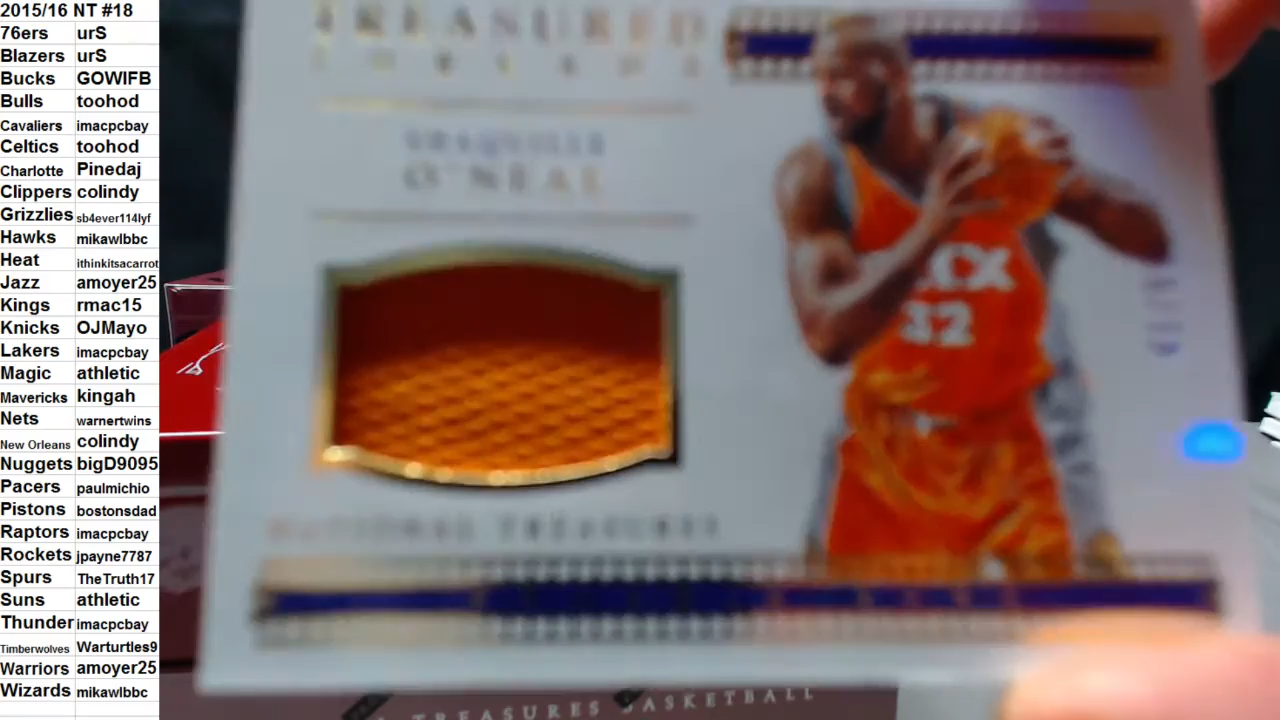 2015/16 NT #18
76ers urS
Blazers urS
Bucks GOWIFB
Bulls toohod
Cavaliers imacpcbay
Celtics toohod
Charlotte Pinedaj
Clippers colindy
Grizzlies sb4ever114lyf
Hawks mikawlbbc
Heat ithinkitsacarrot
Jazz amoyer25
Kings rmac15
Knicks OJMayo
Lakers imacpcbay
Magic athletic
Mavericks kingah
Nets warnertwins
New Orleans colindy
Nuggets bigD9095
Pacers paulmichio
Pistons bostonsdad
Raptors imacpcbay
Rockets jpayne7787
Spurs TheTruth17
Suns athletic
Thunder imacpcbay
Timberwolves Warturtles9
Warriors amoyer25
Wizards mikawlbbc
TREASURED
SHAQUILLE
O'NEAL
NATIONAL TREASURES
32
TREASURES BASKETBALL